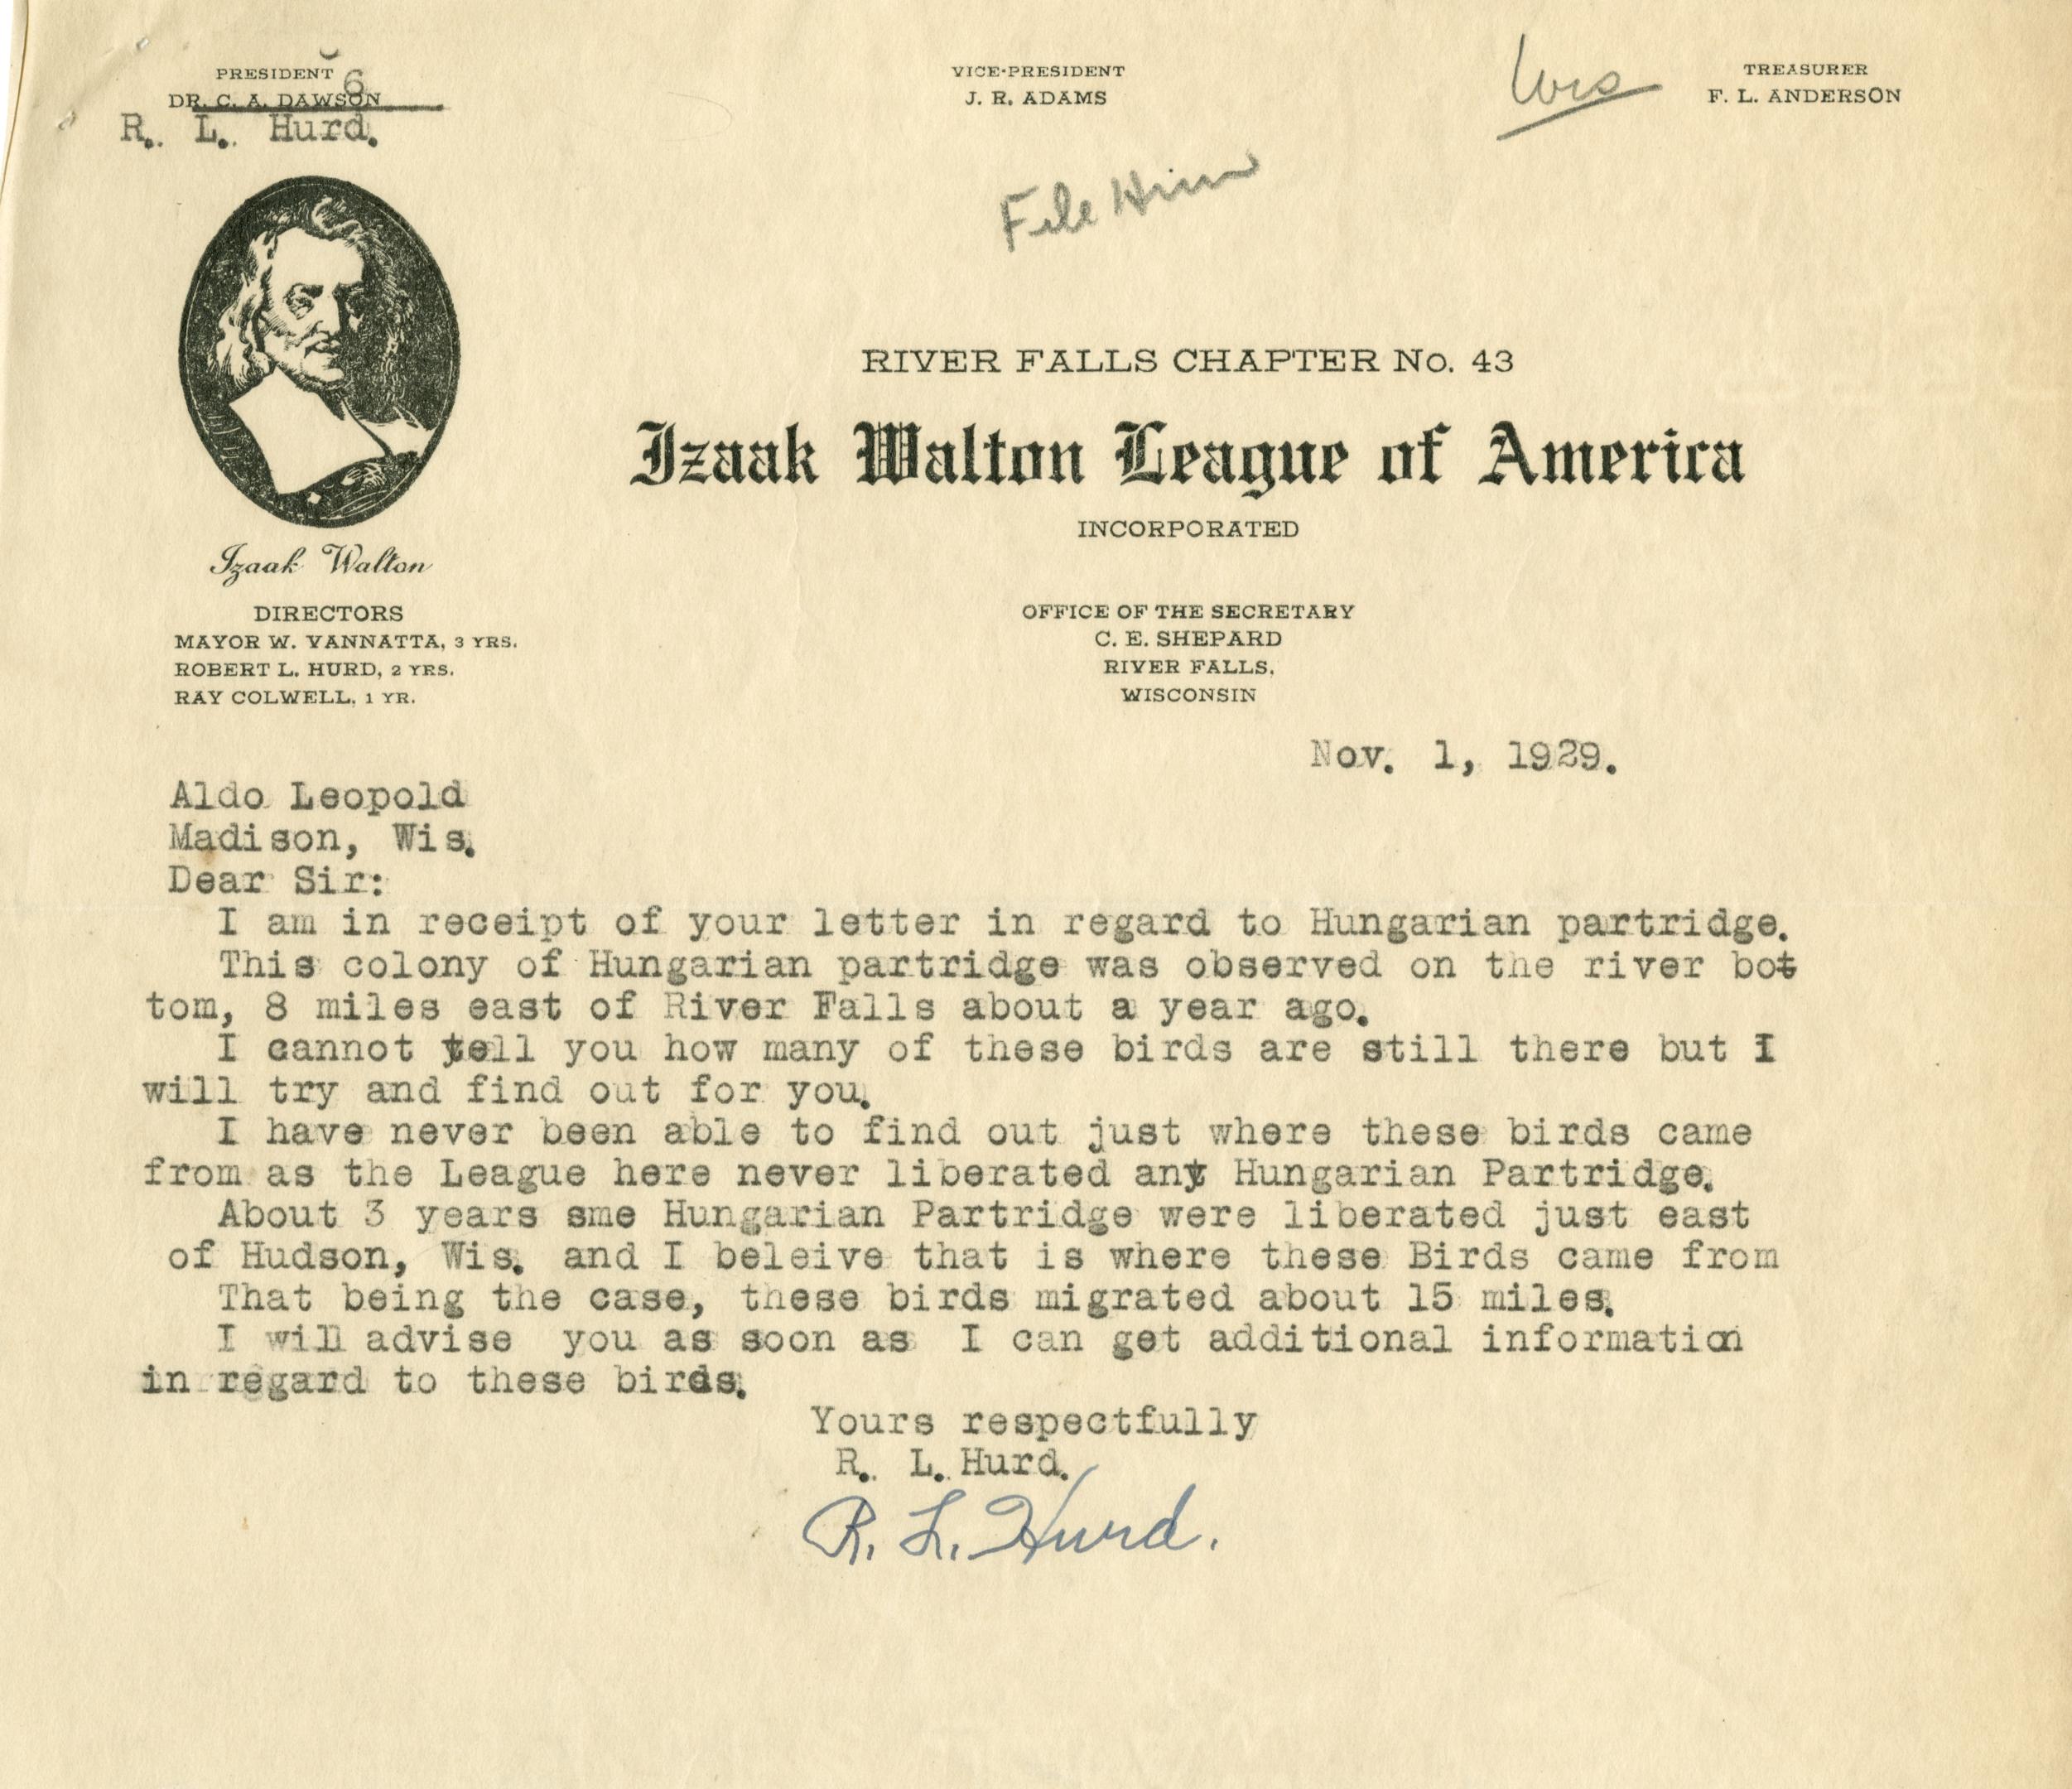 PRESIDENT
6
DR. C. A. DAWSON
R. L. Hurd.
VICE-PRESIDENT
J. R. ADAMS
Wis
TREASURER
F. L. ANDERSON
File Hun
RIVER FALLS CHAPTER No. 43
Izaak Walton League of America
INCORPORATED
Izaak Walton
DIRECTORS
MAYOR W. VANNATTA, 3 YRS.
ROBERT L. HURD, 2 YRS.
RAY COLWELL, 1 YR.
OFFICE OF THE SECRETARY
C. E. SHEPARD
RIVER FALLS,
WISCONSIN
Nov. 1, 1929.
Aldo Leopold
Madison, Wis.
Dear Sir:
I am in receipt of your letter in regard to Hungarian partridge.
This colony of Hungarian partridge was observed on the river bot
tom, 8 miles east of River Falls about a year ago.
I cannot tell you how many of these birds are still there but I
will try and find out for you.
I have never been able to find out just where these birds came
from as the League here never liberated any Hungarian Partridge.
About 3 years sme Hungarian Partridge were liberated just east
of Hudson, Wis. and I beleive that is where these Birds came from
That being the case, these birds migrated about 15 miles.
I will advise you as soon as I can get additional information
in regard to these birds.
Yours respectfully
R. L. Hurd.
R. L. Hurd.